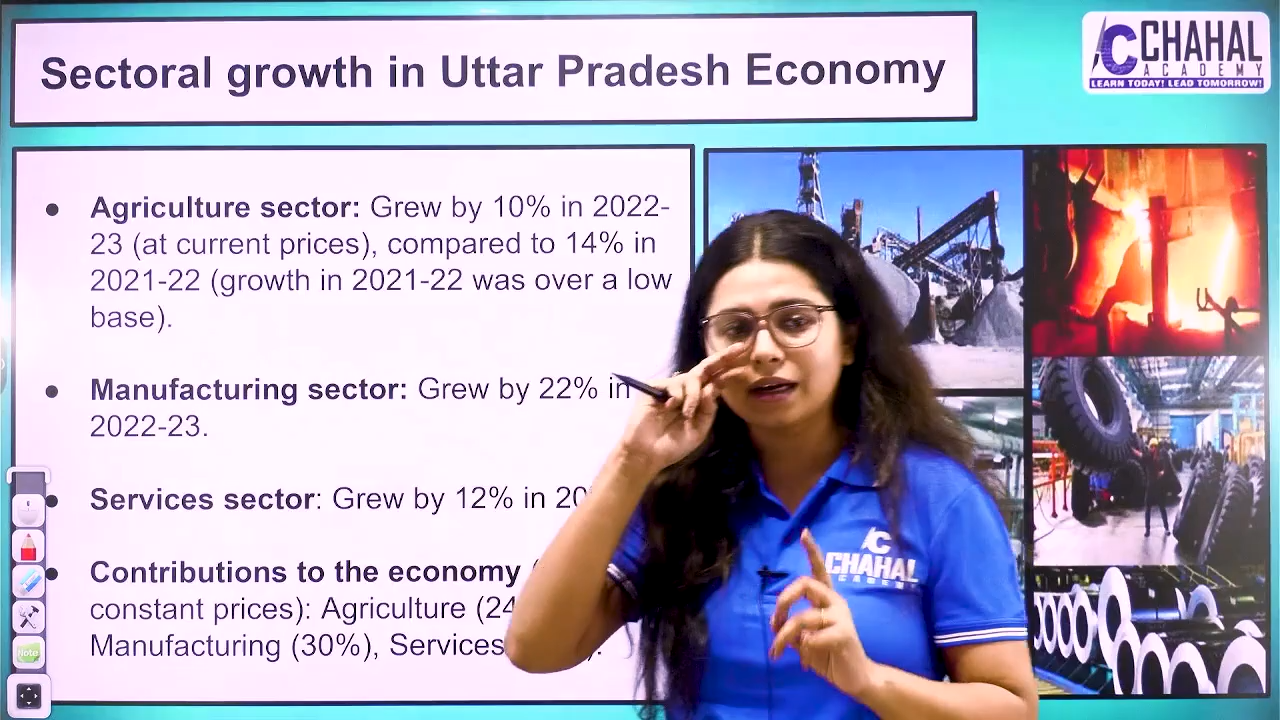 Sectoral growth in Uttar Pradesh Economy
CHAHAL
ACADEMY
LEARN TODAY! LEAD TOMORROW!
● Agriculture sector: Grew by 10% in 2022-
23 (at current prices), compared to 14% in
2021-22 (growth in 2021-22 was over a low
base).
● Manufacturing sector: Grew by 22% in
2022-23.
● Services sector: Grew by 12% in
● Contributions to the economy
constant prices): Agriculture (24
Manufacturing (30%), Services
Note
CHAHAL
ACADEMY